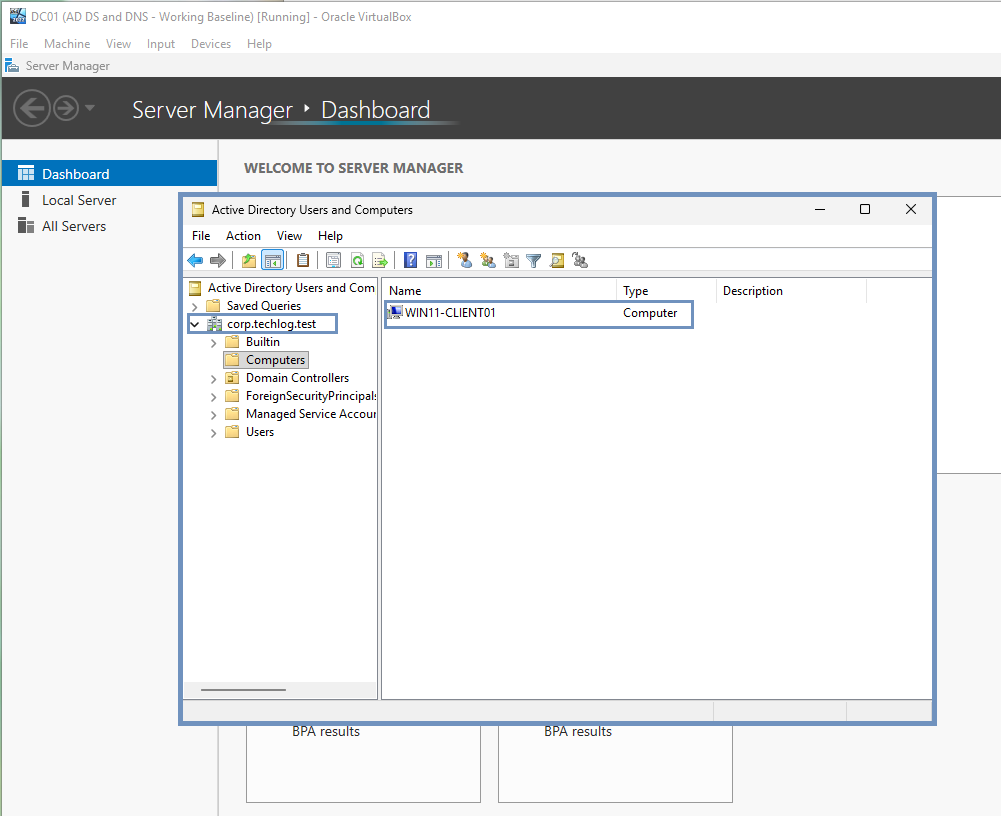 DC01 (AD DS and DNS - Working Baseline) [Running] - Oracle VirtualBox
File Machine View Input Devices Help
Server Manager
Server Manager ‣ Dashboard
Dashboard
Local Server
All Servers
WELCOME TO SERVER MANAGER
Active Directory Users and Computers
File Action View Help
Active Directory Users and Com
Saved Queries
corp.techlog.test
Builtin
Computers
Domain Controllers
ForeignSecurityPrincipals
Managed Service Accour
Users
Name Type Description
WIN11-CLIENT01 Computer
BPA results
BPA results